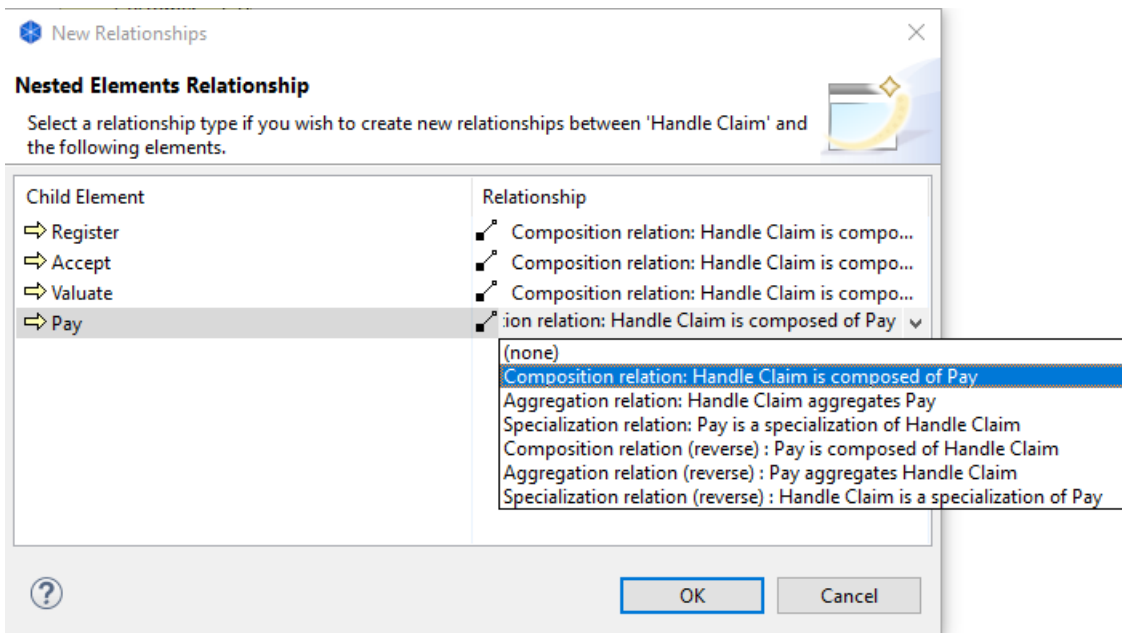 New Relationships
Nested Elements Relationship
Select a relationship type if you wish to create new relationships between 'Handle Claim' and
the following elements.
Child Element Relationship
Register Composition relation: Handle Claim is compo...
Accept Composition relation: Handle Claim is compo...
Valuate Composition relation: Handle Claim is compo...
Pay ion relation: Handle Claim is composed of Pay
(none)
Composition relation: Handle Claim is composed of Pay
Aggregation relation: Handle Claim aggregates Pay
Specialization relation: Pay is a specialization of Handle Claim
Composition relation (reverse) : Pay is composed of Handle Claim
Aggregation relation (reverse) : Pay aggregates Handle Claim
Specialization relation (reverse) : Handle Claim is a specialization of Pay
? OK Cancel